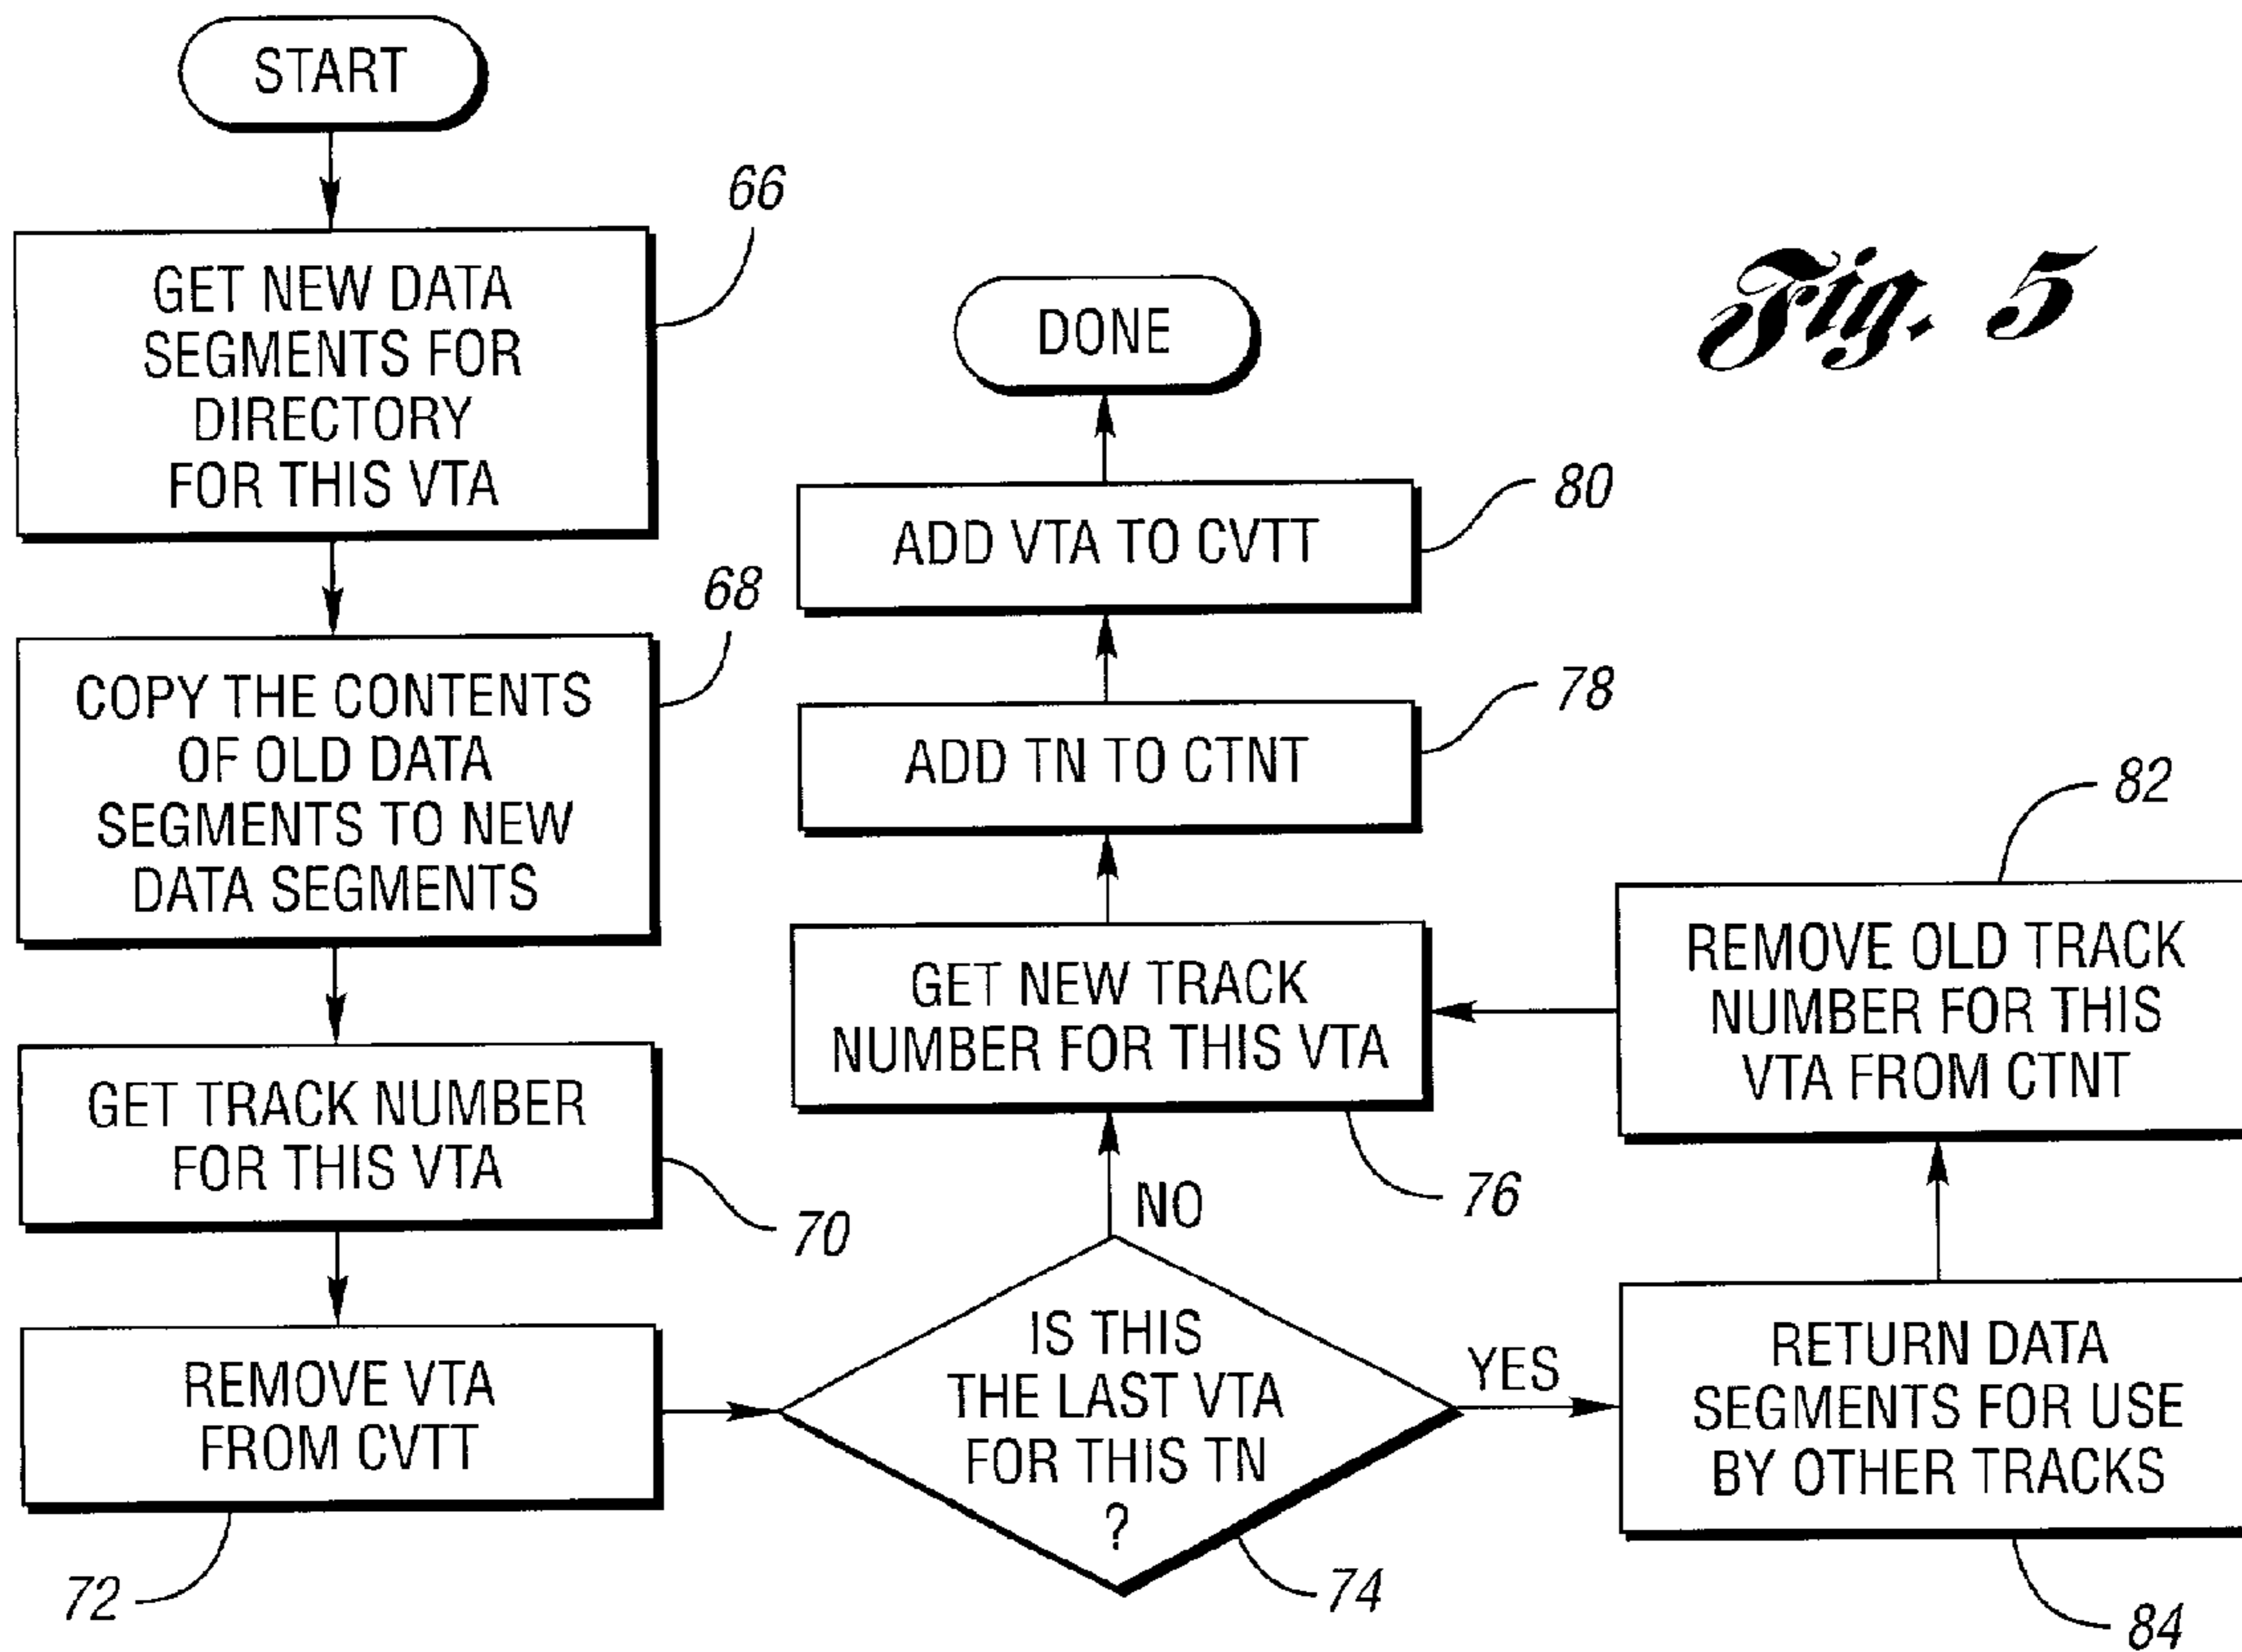 START
66
GET NEW DATA
SEGMENTS FOR
DIRECTORY
FOR THIS VTA
68
COPY THE CONTENTS
OF OLD DATA
SEGMENTS TO NEW
DATA SEGMENTS
GET TRACK NUMBER
FOR THIS VTA
70
REMOVE VTA
FROM CVTT
72
IS THIS
THE LAST VTA
FOR THIS TN
?
74
NO
YES
GET NEW TRACK
NUMBER FOR THIS VTA
76
ADD TN TO CTNT
78
ADD VTA TO CVTT
80
DONE
82
REMOVE OLD TRACK
NUMBER FOR THIS
VTA FROM CTNT
RETURN DATA
SEGMENTS FOR USE
BY OTHER TRACKS
84
Fig. 5